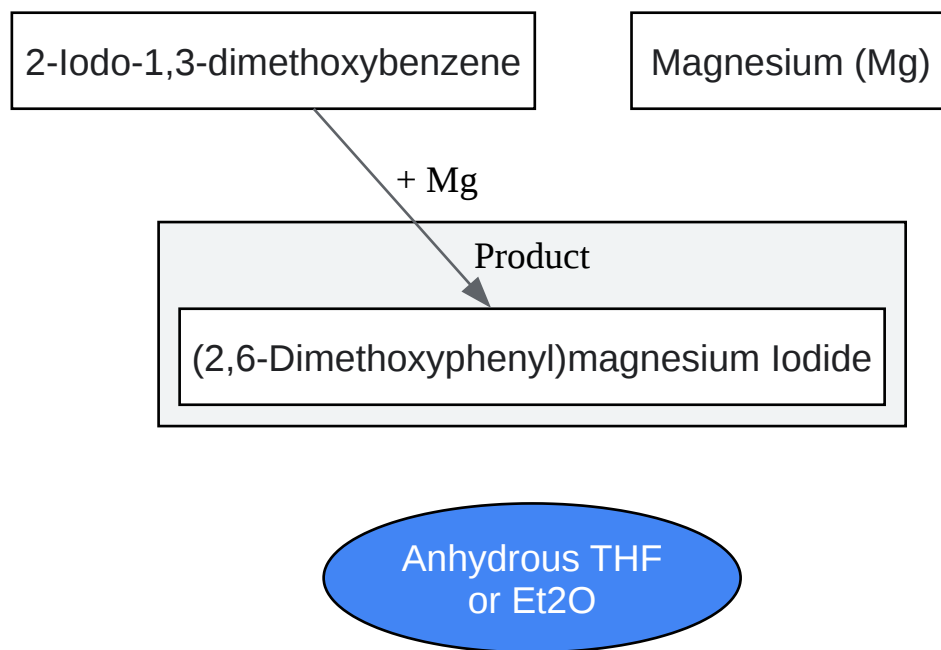 2-Iodo-1,3-dimethoxybenzene
Magnesium (Mg)
+ Mg
Product
(2,6-Dimethoxyphenyl)magnesium Iodide
Anhydrous THF
or Et2O